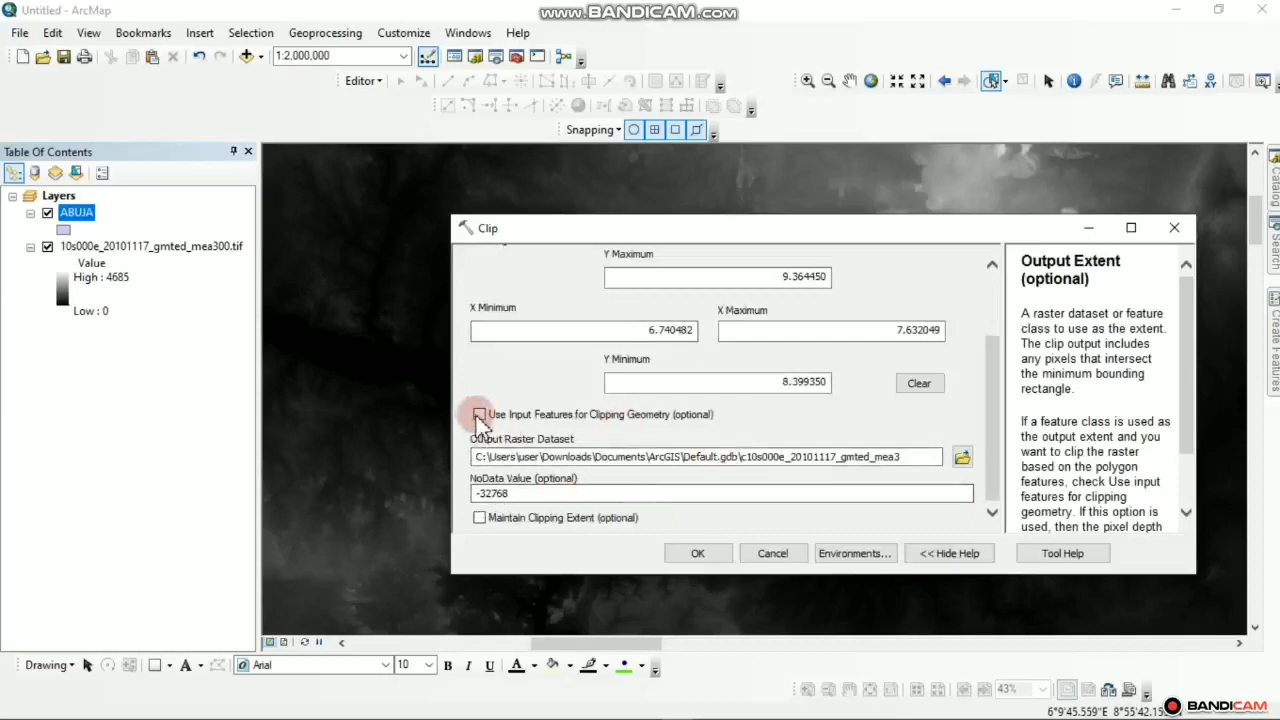 Untitled - ArcMap
www.BANDICAM.com
File Edit View Bookmarks Insert Selection Geoprocessing Customize Windows Help
1:2,000,000
Editor
Snapping
Table Of Contents
Layers
ABUJA
10s000e_20101117_gmted_mea300.tif
Value
High : 4685
Low : 0
Clip
Y Maximum
9.364450
X Minimum
X Maximum
6.740482
7.632049
Y Minimum
8.399350
Clear
Use Input Features for Clipping Geometry (optional)
Output Raster Dataset
C:\Users\user\Downloads\Documents\ArcGIS\Default.gdb\c10s000e_20101117_gmted_mea3
NoData Value (optional)
-32768
Maintain Clipping Extent (optional)
OK Cancel Environments... << Hide Help Tool Help
Output Extent
(optional)
A raster dataset or feature
class to use as the extent.
The clip output includes
any pixels that intersect
the minimum bounding
rectangle.
If a feature class is used as
the output extent and you
want to clip the raster
based on the polygon
features, check Use input
features for clipping
geometry. If this option is
used, then the pixel depth
Catalog
Search
Create Features
Drawing
A
Arial
10
B I U A
43%
6°9'45.559"E 8°55'42.15
BANDICAM